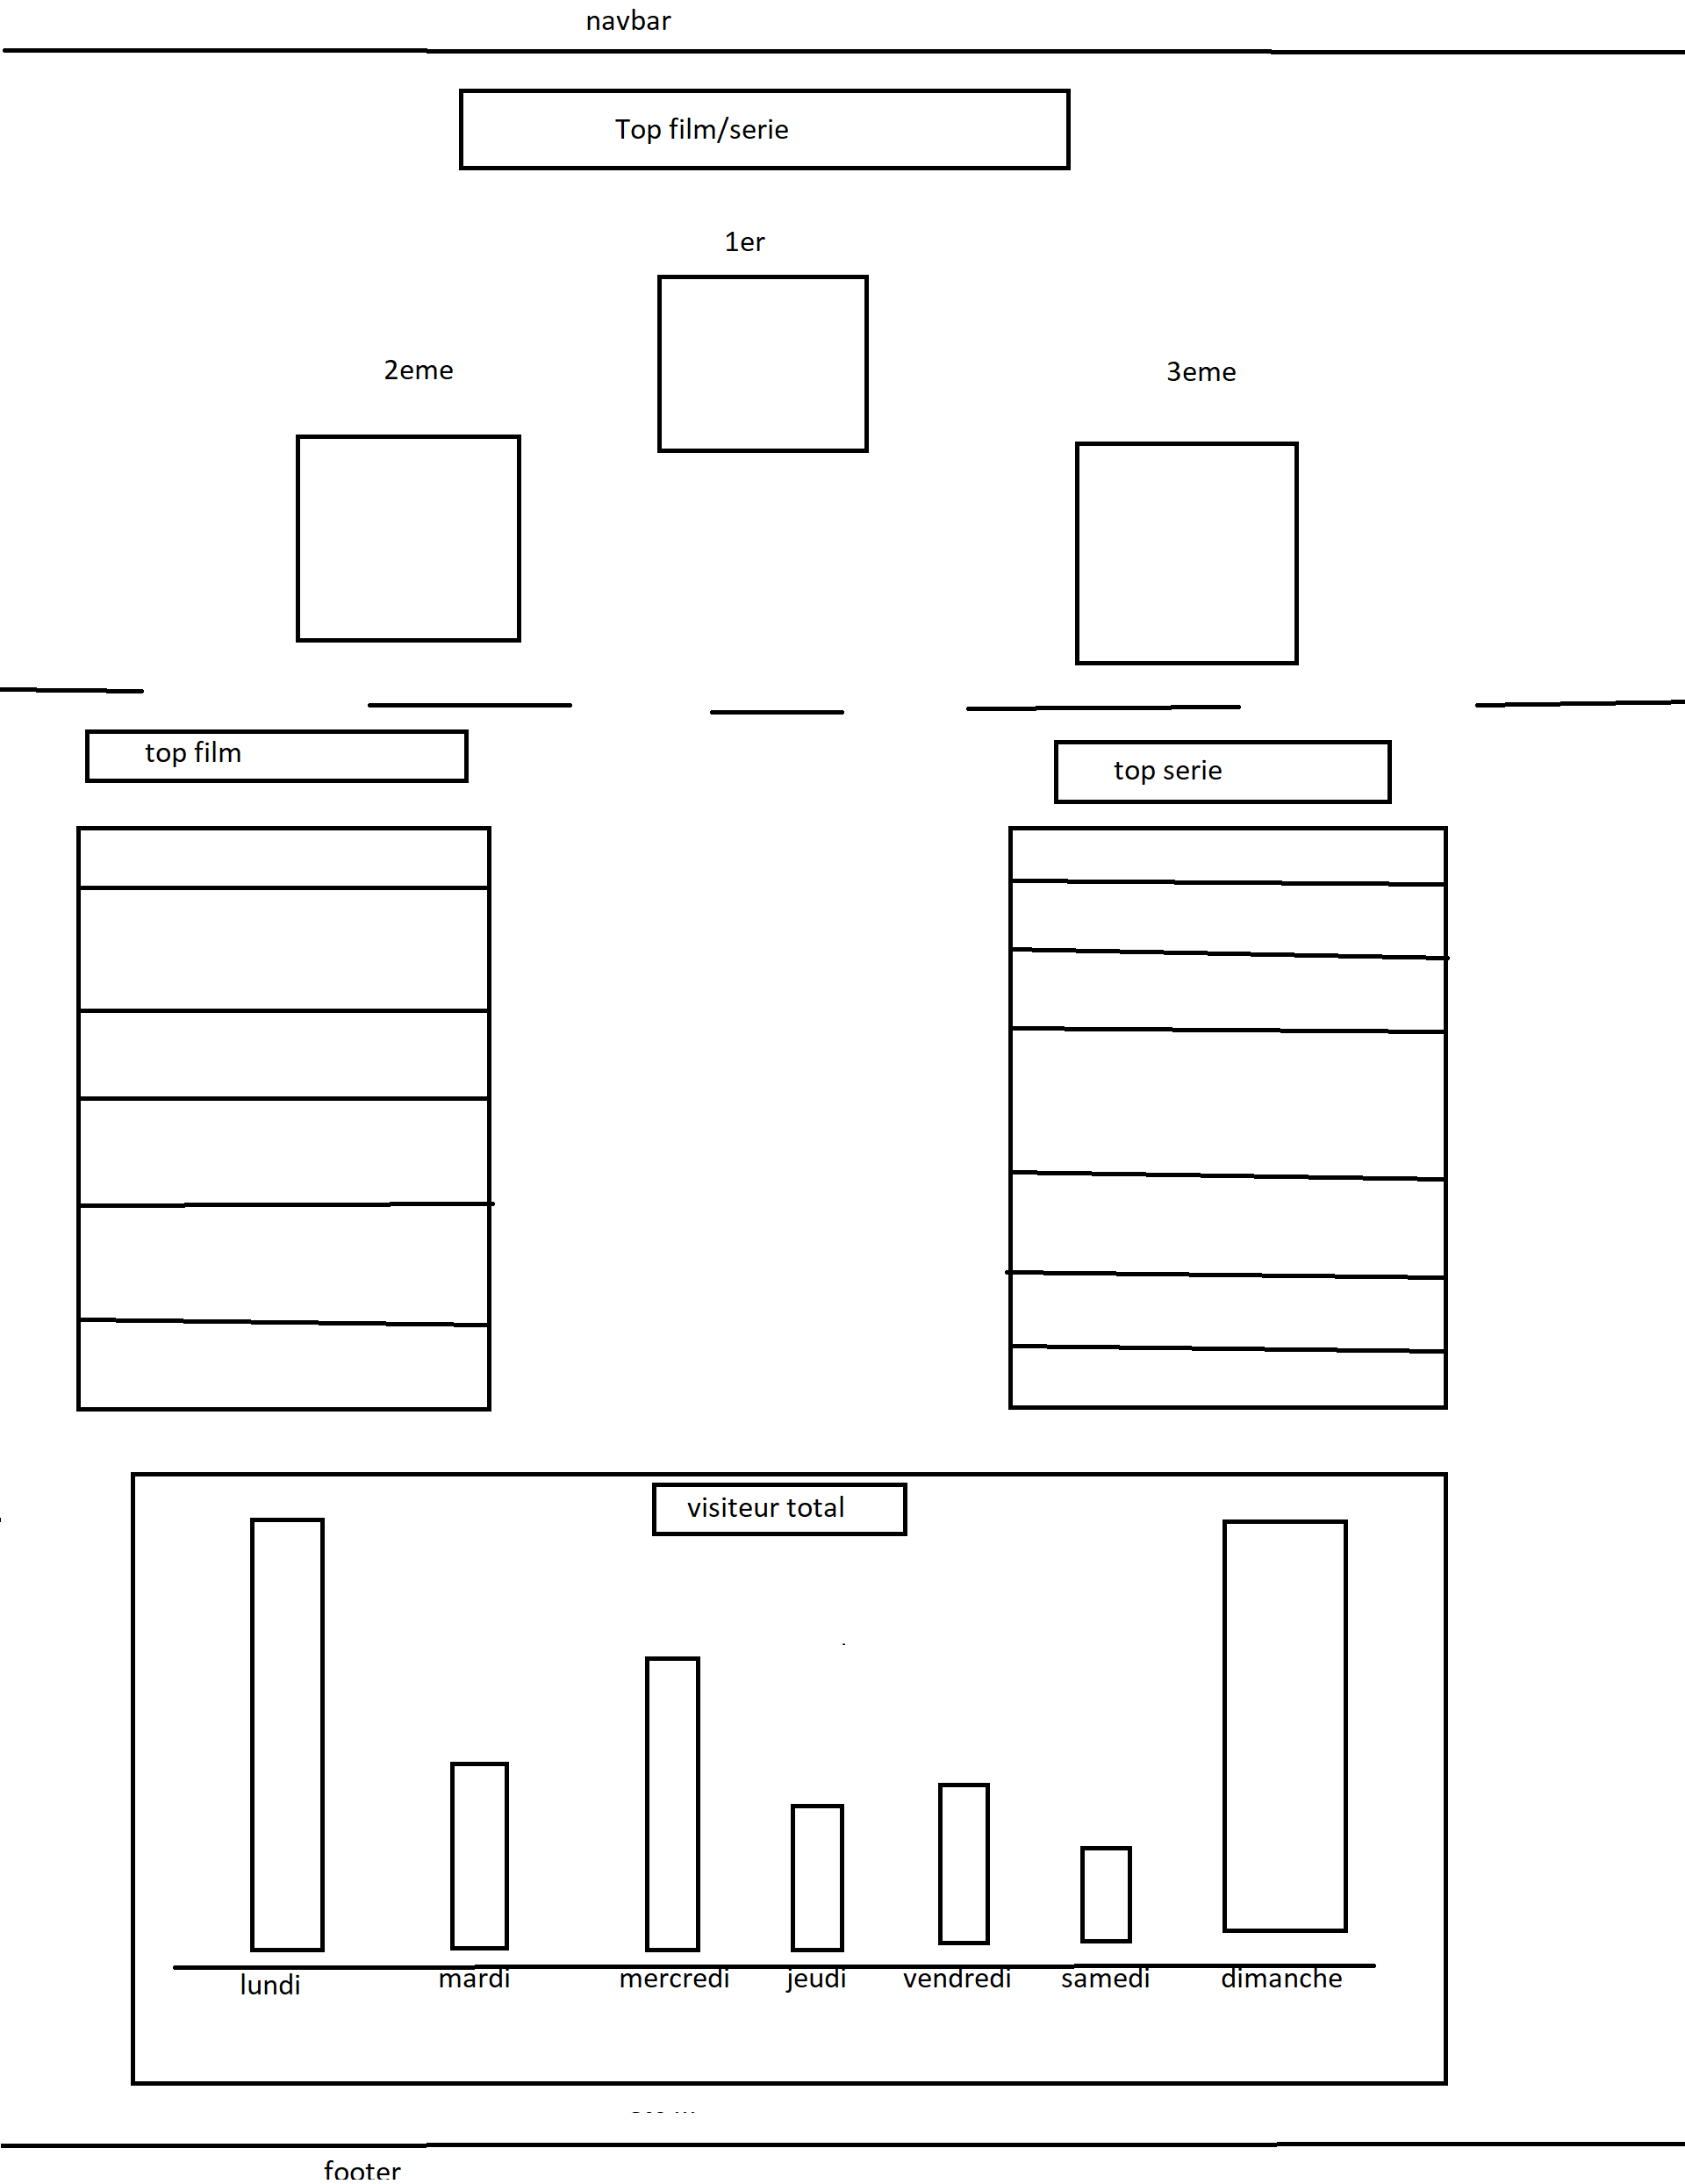 navbar
Top film/serie
1er
2eme
3eme
top film
top serie
visiteur total
lundi
mardi
mercredi
jeudi
vendredi
samedi
dimanche
footer